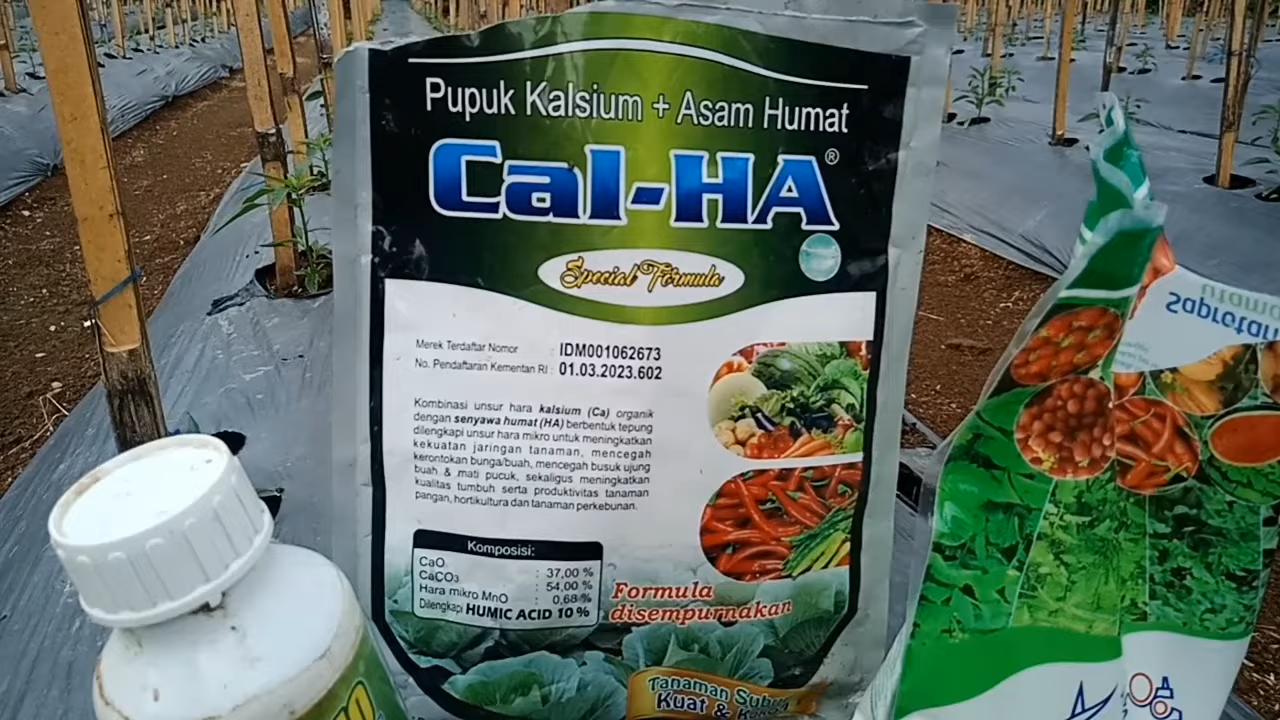 Pupuk Kalsium + Asam Humat
Cal-HA®
Special Formula
Merek Terdaftar Nomor : IDM001062673
No. Pendaftaran Kementan RI : 01.03.2023.602
Kombinasi unsur hara kalsium (Ca) organik
dengan senyawa humat (HA) berbentuk tepung
dilengkapi unsur hara mikro untuk meningkatkan
kekuatan jaringan tanaman, mencegah
kerontokan bunga/buah, mencegah busuk ujung
buah & mati pucuk, sekaligus meningkatkan
kualitas tumbuh serta produktivitas tanaman
pangan, hortikultura dan tanaman perkebunan.
Komposisi:
CaO : 37,00 %
CaCO3 : 54,00 %
Hara mikro MnO : 0,68 %
Dilengkapi HUMIC ACID 10 %
Formula
disempurnakan
Tanaman Subur
Kuat &
utama
Saprotan